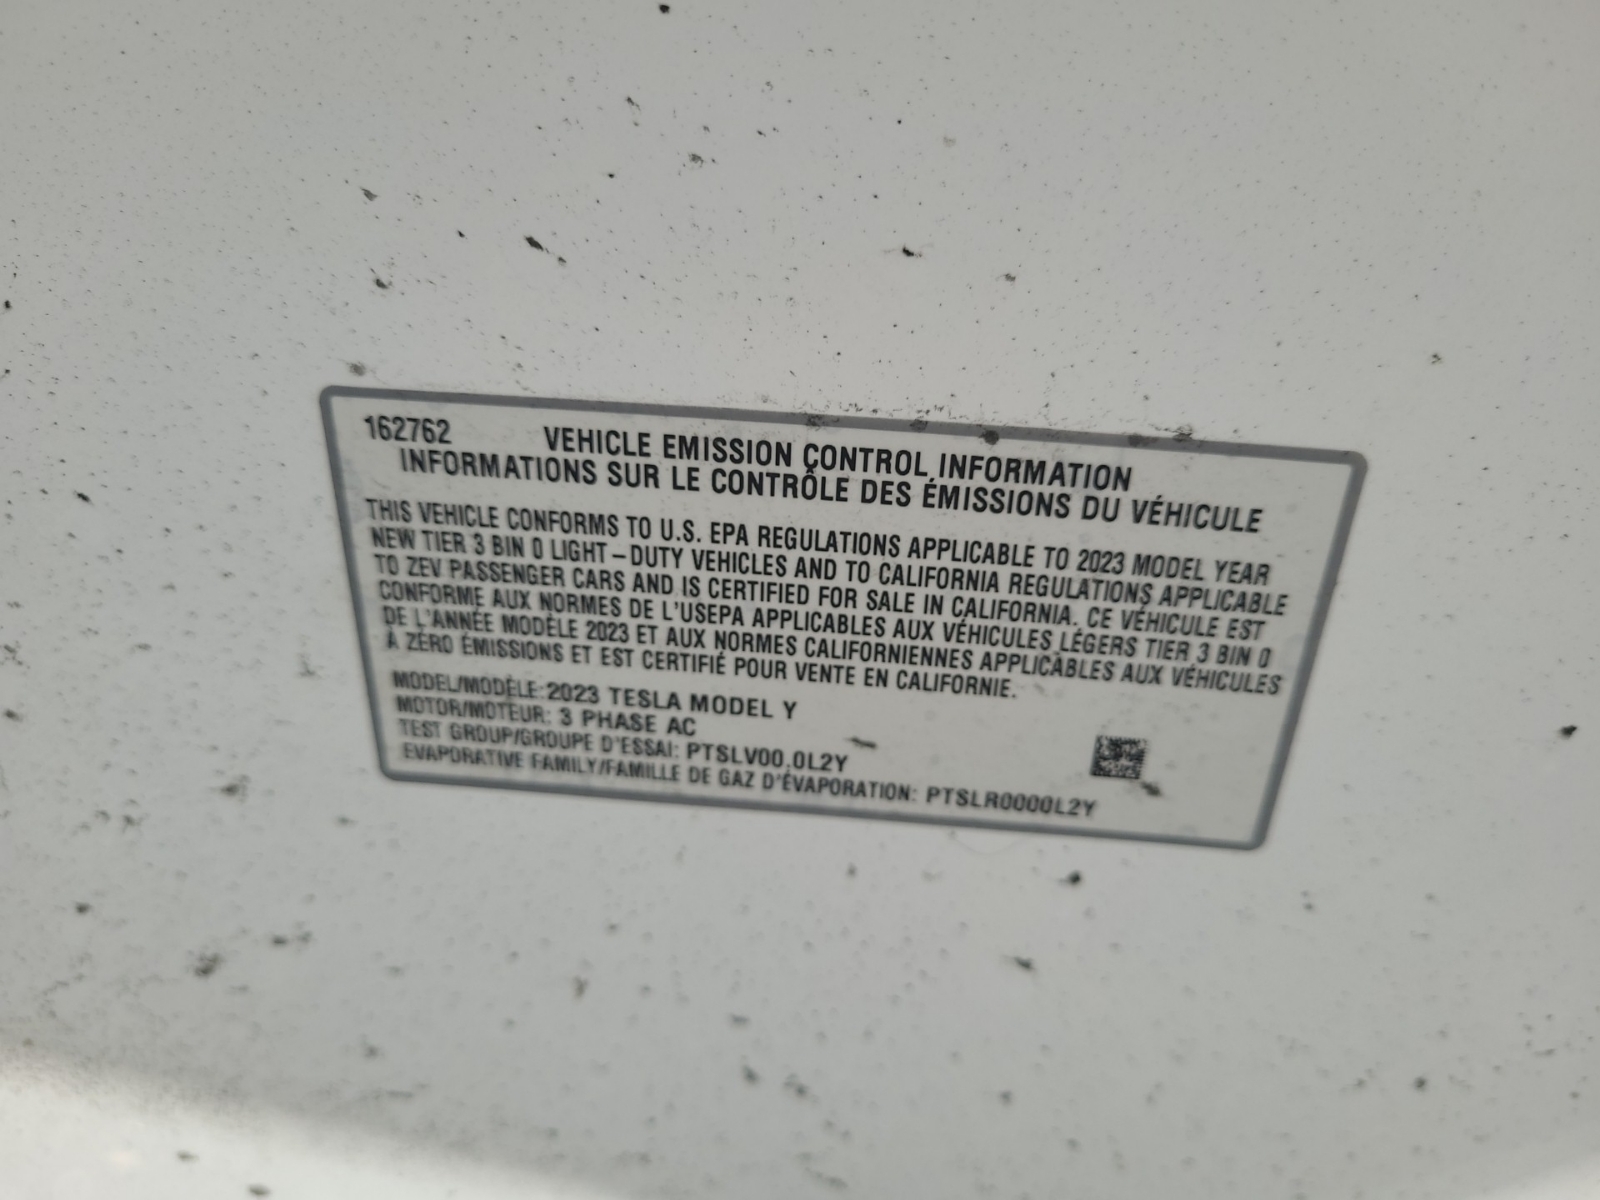 162762
VEHICLE EMISSION CONTROL INFORMATION
INFORMATIONS SUR LE CONTRÔLE DES ÉMISSIONS DU VÉHICULE
THIS VEHICLE CONFORMS TO U.S. EPA REGULATIONS APPLICABLE TO 2023 MODEL YEAR
NEW TIER 3 BIN 0 LIGHT–DUTY VEHICLES AND TO CALIFORNIA REGULATIONS APPLICABLE
TO ZEV PASSENGER CARS AND IS CERTIFIED FOR SALE IN CALIFORNIA. CE VÉHICULE EST
CONFORME AUX NORMES DE L'USEPA APPLICABLES AUX VÉHICULES LÉGERS TIER 3 BIN 0
DE L'ANNÉE MODÈLE 2023 ET AUX NORMES CALIFORNIENNES APPLICABLES AUX VÉHICULES
À ZÉRO ÉMISSIONS ET EST CERTIFIÉ POUR VENTE EN CALIFORNIE.
MODEL/MODÈLE: 2023 TESLA MODEL Y
MOTOR/MOTEUR: 3 PHASE AC
TEST GROUP/GROUPE D'ESSAI: PTSLV00.0L2Y
EVAPORATIVE FAMILY/FAMILLE DE GAZ D'ÉVAPORATION: PTSLR0000L2Y